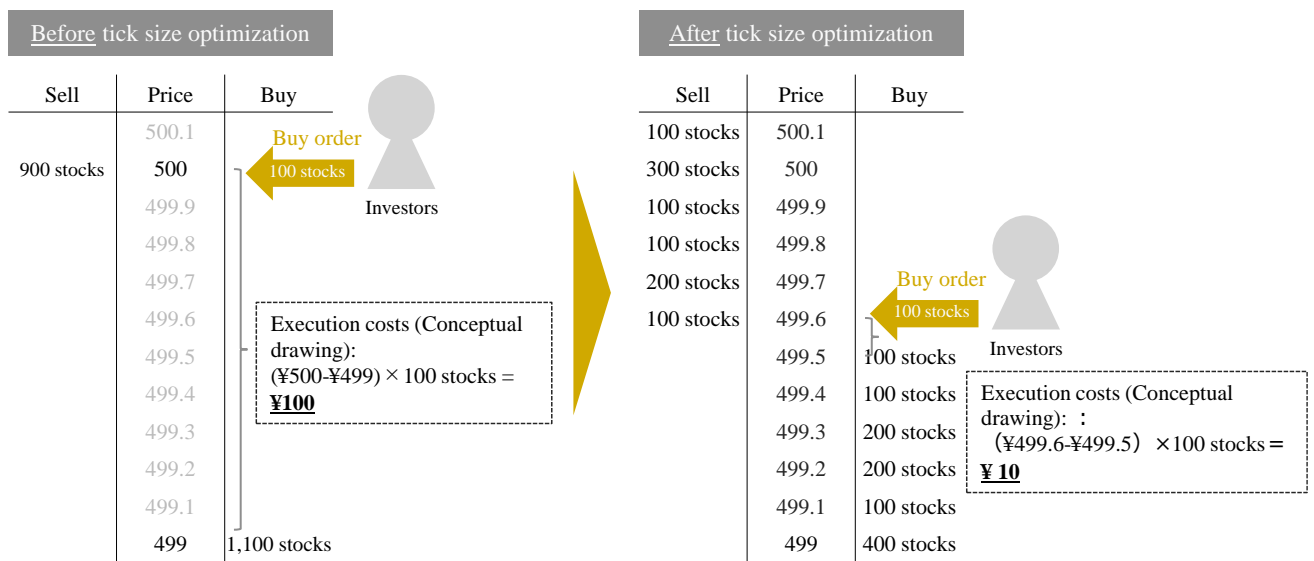 Before tick size optimization
Sell Price Buy
500.1
900 stocks 500
499.9
499.8
499.7
499.6
499.5
499.4
499.3
499.2
499.1
499 1,100 stocks
Buy order
100 stocks
Investors
Execution costs (Conceptual
drawing):
(¥500-¥499) × 100 stocks =
¥100
After tick size optimization
Sell Price Buy
100 stocks 500.1
300 stocks 500
100 stocks 499.9
100 stocks 499.8
200 stocks 499.7
100 stocks 499.6
499.5 100 stocks
499.4 100 stocks
499.3 200 stocks
499.2 200 stocks
499.1 100 stocks
499 400 stocks
Buy order
100 stocks
Investors
Execution costs (Conceptual
drawing): :
(¥499.6-¥499.5) ×100 stocks=
¥ 10